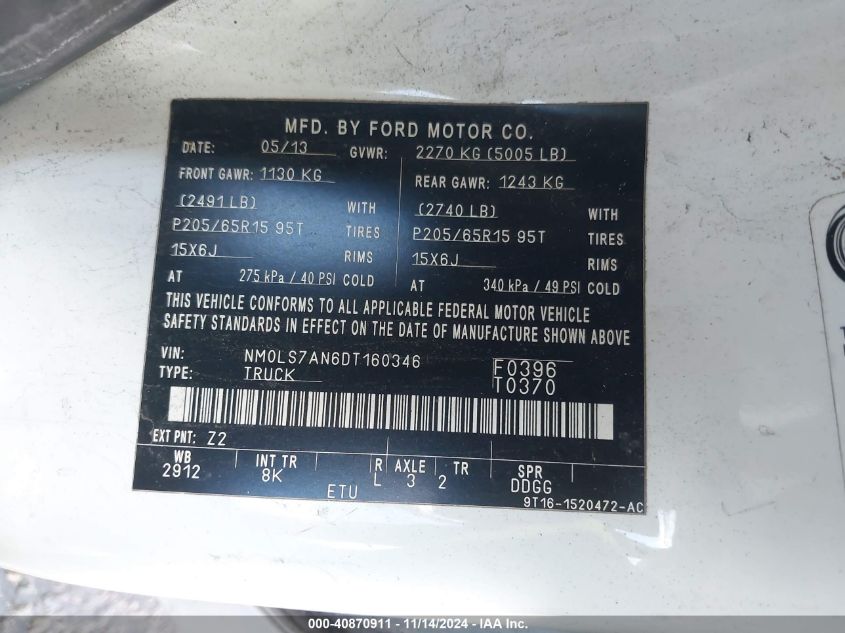 MFD. BY FORD MOTOR CO.
DATE: 05/13 GVWR: 2270 KG (5005 LB)
FRONT GAWR: 1130 KG REAR GAWR: 1243 KG
(2491 LB) WITH (2740 LB) WITH
P205/65R15 95T TIRES P205/65R15 95T TIRES
15X6J RIMS 15X6J RIMS
AT 275 kPa / 40 PSI COLD AT 340 kPa / 49 PSI COLD
THIS VEHICLE CONFORMS TO ALL APPLICABLE FEDERAL MOTOR VEHICLE
SAFETY STANDARDS IN EFFECT ON THE DATE OF MANUFACTURE SHOWN ABOVE
VIN: NM0LS7AN6DT160346 F0396
TYPE: TRUCK T0370
EXT PNT: Z2
WB INT TR R AXLE TR SPR
2912 8K L 3 2 DDGG
ETU 9T16-1520472-AC
IAA - 40870911 - 11/14/2024 - copyright IAA, Inc.